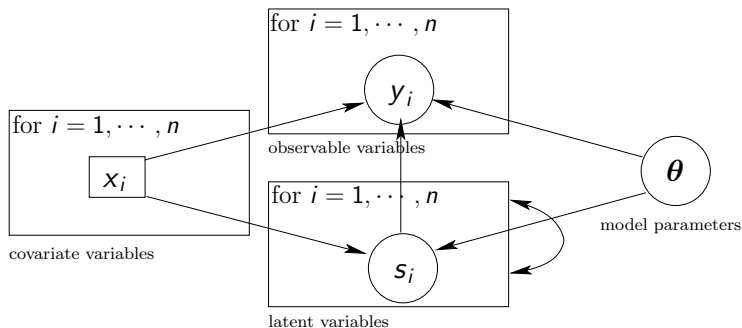 for i = 1, ⋯ , n
y_i
observable variables
for i = 1, ⋯ , n
x_i
covariate variables
for i = 1, ⋯ , n
s_i
latent variables
θ
model parameters